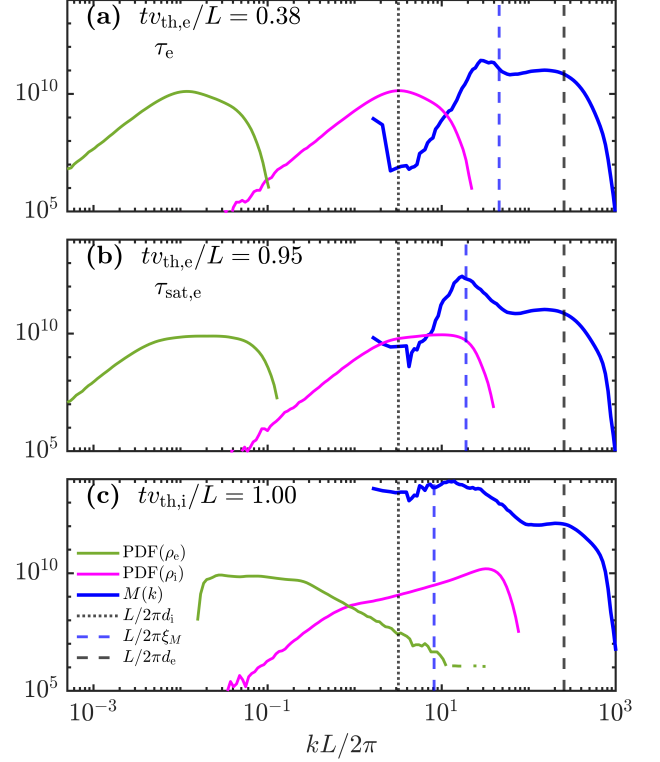 (a) tv_th,e/L = 0.38
τ_e
10^10
10^5
(b) tv_th,e/L = 0.95
τ_sat,e
10^10
10^5
(c) tv_th,i/L = 1.00
10^10
PDF(ρ_e)
PDF(ρ_i)
M(k)
L/2πd_i
L/2πξ_M
L/2πd_e
10^5
10^−3
10^−1
10^1
10^3
kL/2π